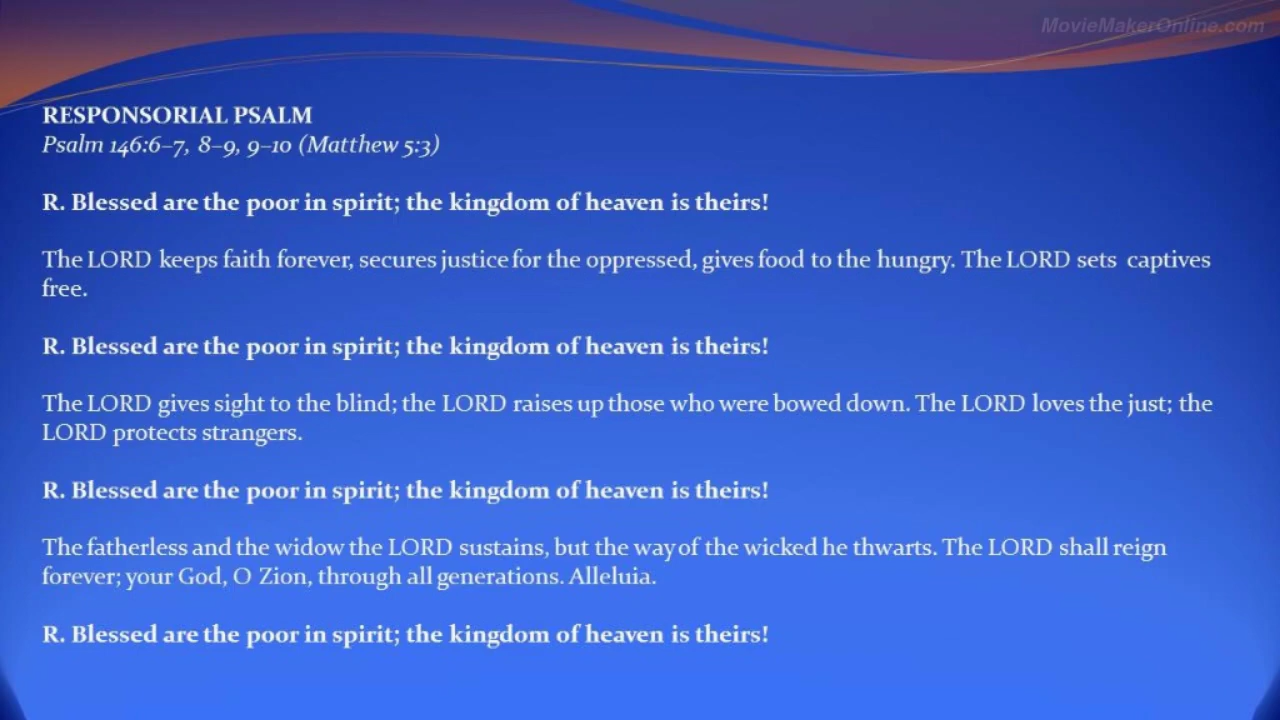 MovieMakerOnline.com
RESPONSORIAL PSALM
Psalm 146:6–7, 8–9, 9–10 (Matthew 5:3)
R. Blessed are the poor in spirit; the kingdom of heaven is theirs!
The LORD keeps faith forever, secures justice for the oppressed, gives food to the hungry. The LORD sets captives
free.
R. Blessed are the poor in spirit; the kingdom of heaven is theirs!
The LORD gives sight to the blind; the LORD raises up those who were bowed down. The LORD loves the just; the
LORD protects strangers.
R. Blessed are the poor in spirit; the kingdom of heaven is theirs!
The fatherless and the widow the LORD sustains, but the way of the wicked he thwarts. The LORD shall reign
forever; your God, O Zion, through all generations. Alleluia.
R. Blessed are the poor in spirit; the kingdom of heaven is theirs!